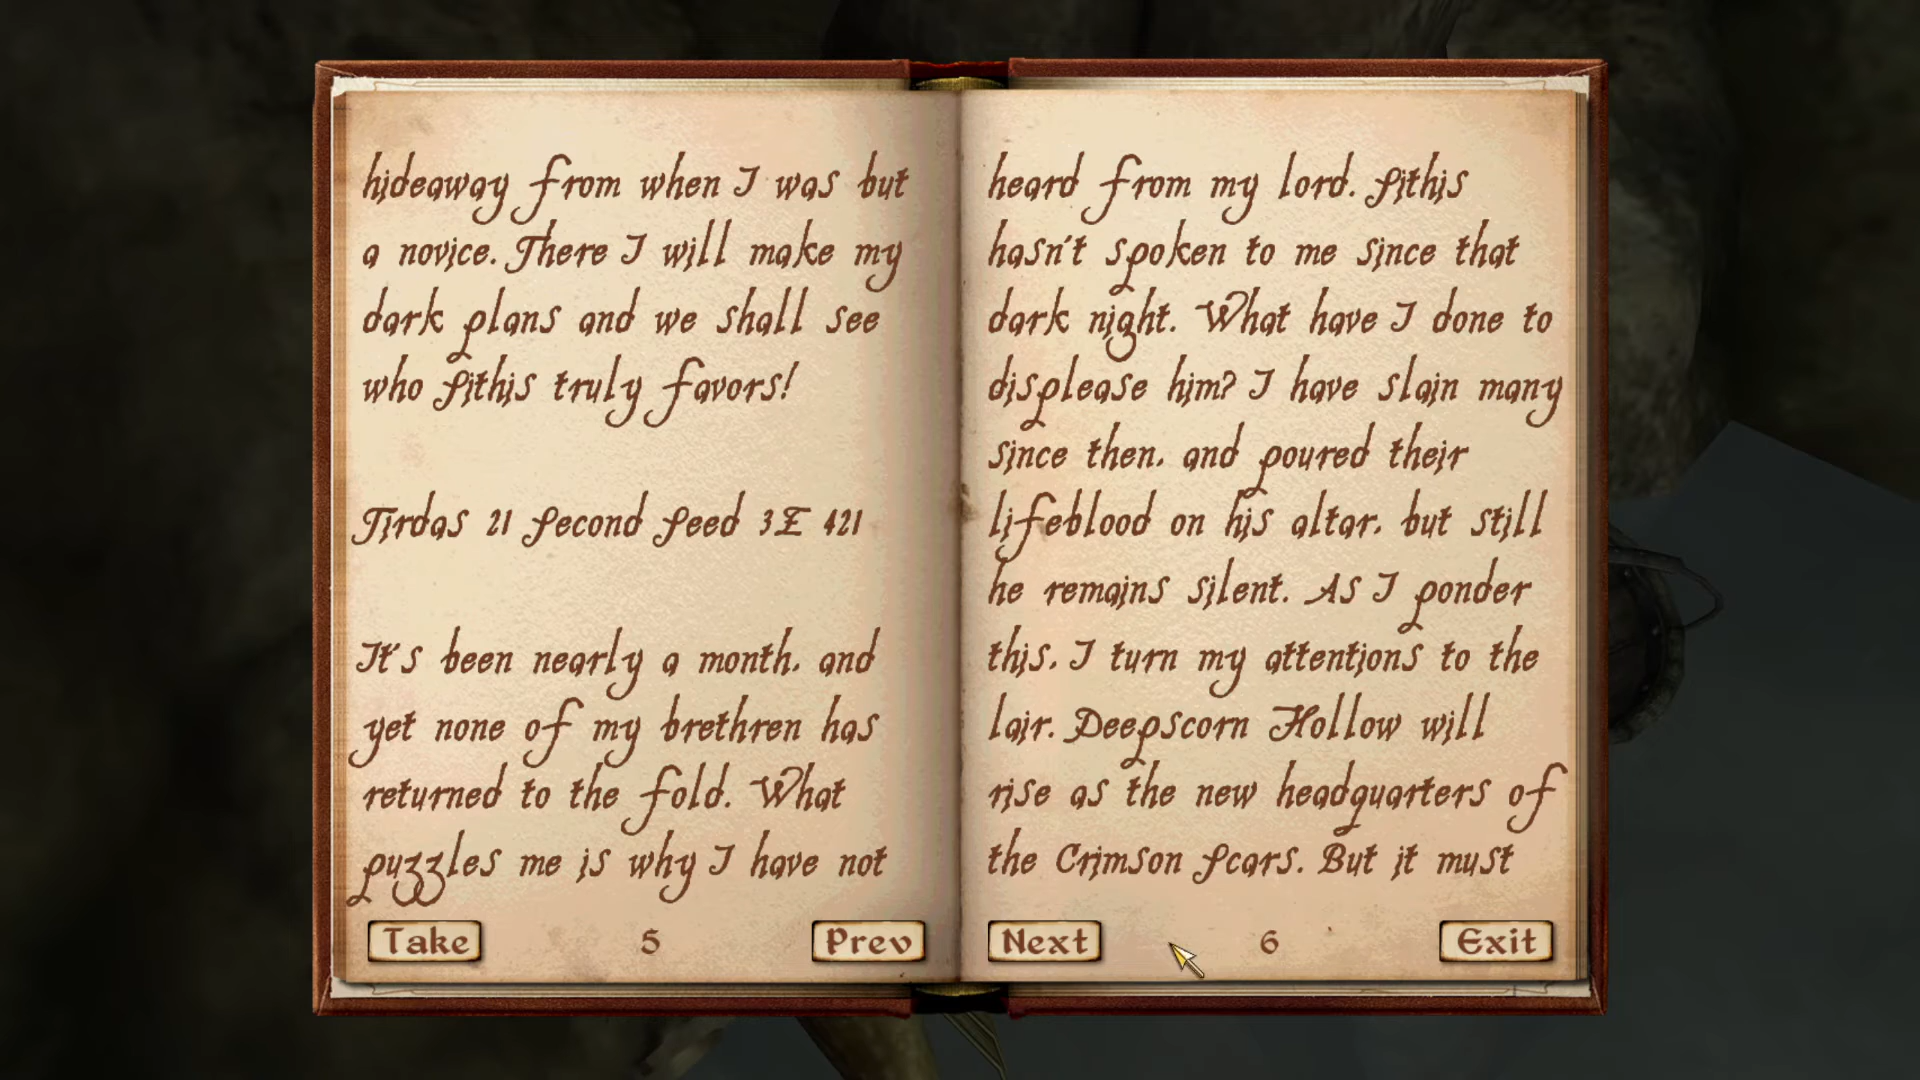 hideaway from when I was but
a novice. There I will make my
dark plans and we shall see
who Sithis truly favors!
Tirdas 21 Second Seed 3E 421
It's been nearly a month, and
yet none of my brethren has
returned to the fold. What
puzzles me is why I have not
Take
5
Prev
heard from my lord. Sithis
hasn't spoken to me since that
dark night. What have I done to
displease him? I have slain many
since then, and poured their
lifeblood on his altar, but still
he remains silent. As I ponder
this, I turn my attentions to the
lair. Deepscorn Hollow will
rise as the new headquarters of
the Crimson Scars. But it must
Next
6
Exit